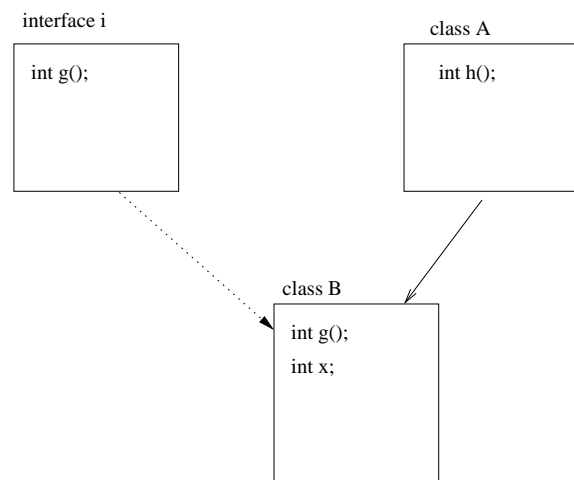 interface i
int g();
class A
int h();
class B
int g();
int x;